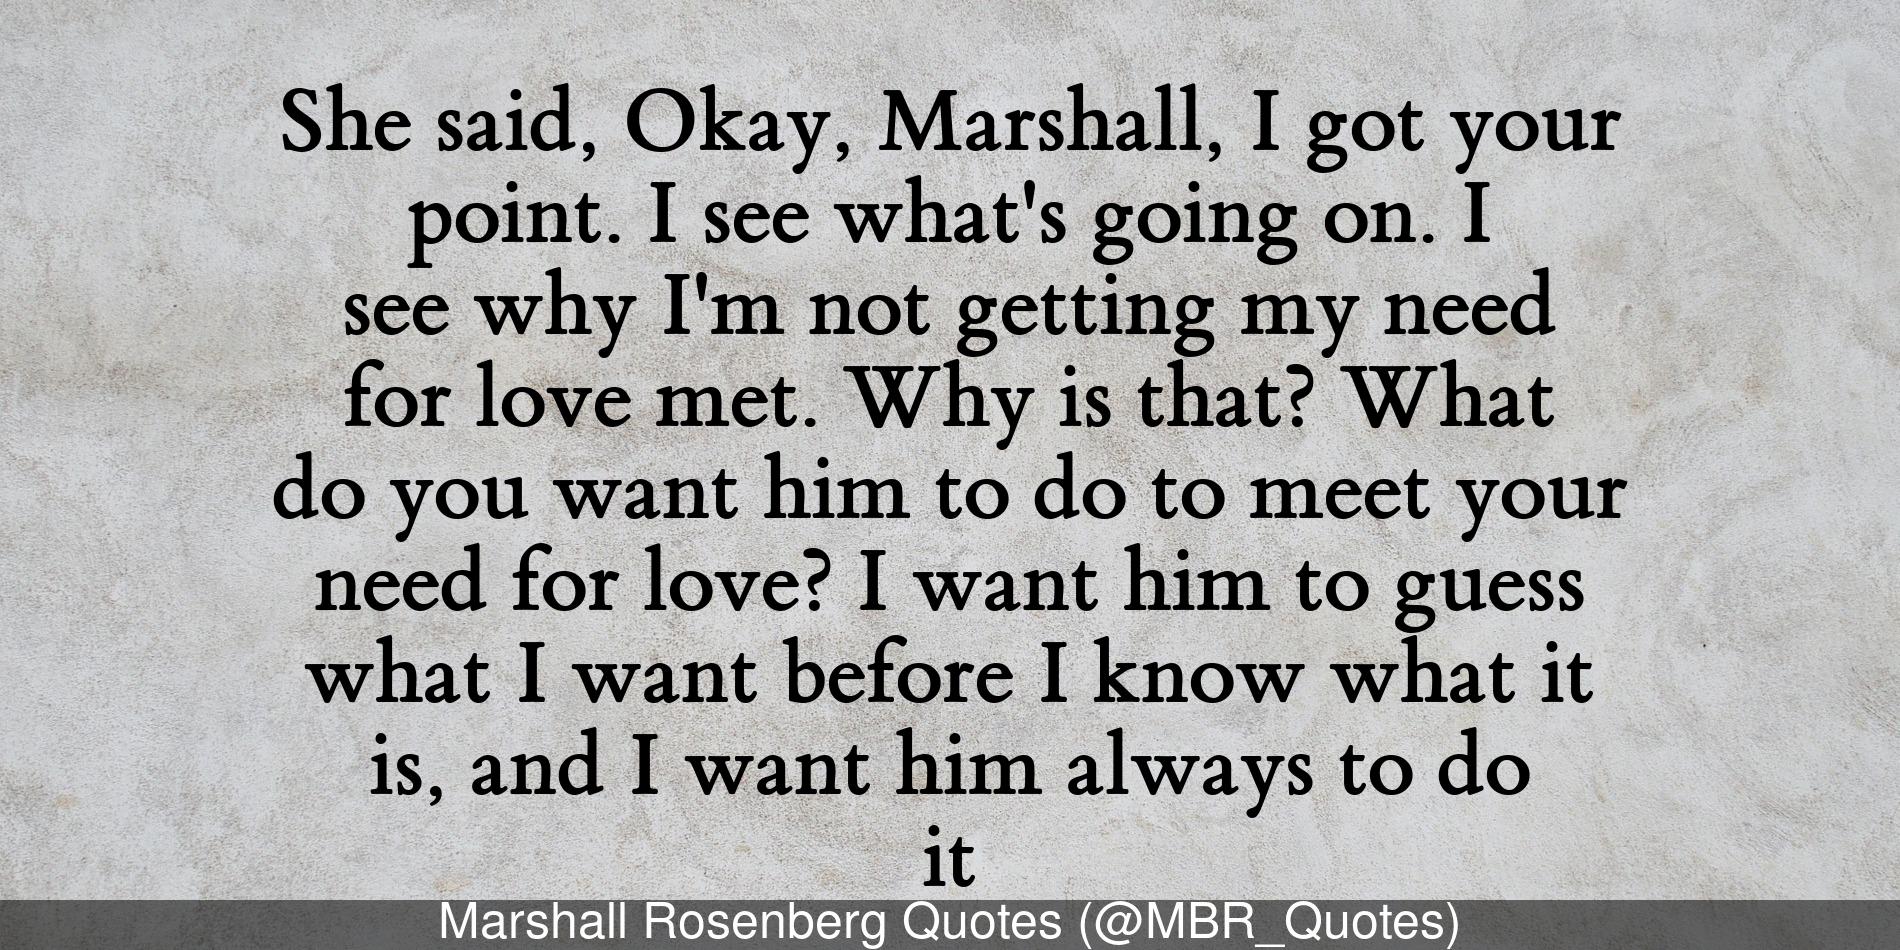 She said, Okay, Marshall, I got your
point. I see what's going on. I
see why I'm not getting my need
for love met. Why is that? What
do you want him to do to meet your
need for love? I want him to guess
what I want before I know what it
is, and I want him always to do
it
Marshall Rosenberg Quotes (@MBR_Quotes)